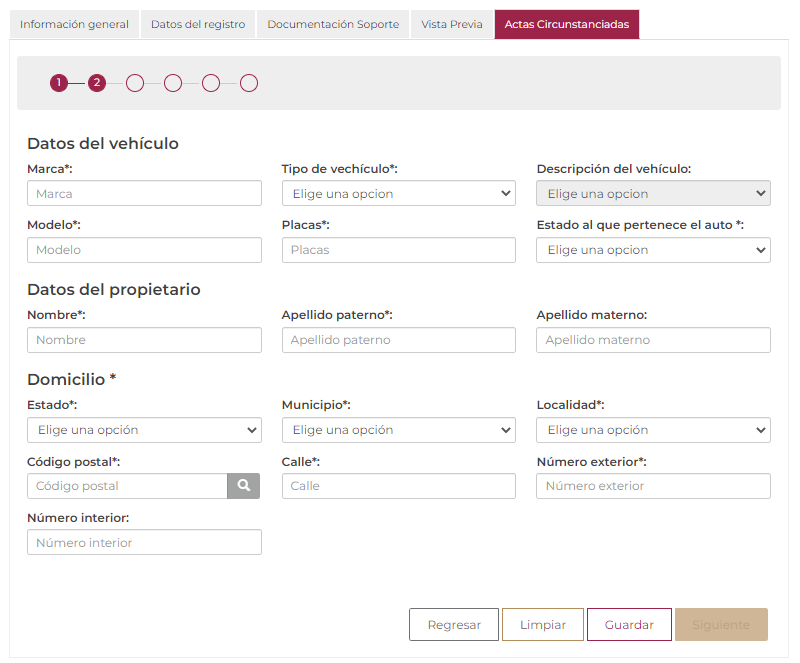 Información general Datos del registro Documentación Soporte Vista Previa Actas Circunstanciadas
1 2
Datos del vehículo
Marca*: Tipo de vechículo*: Descripción del vehículo:
Marca Elige una opcion Elige una opcion
Modelo*: Placas*: Estado al que pertenece el auto *:
Modelo Placas Elige una opcion
Datos del propietario
Nombre*: Apellido paterno*: Apellido materno:
Nombre Apellido paterno Apellido materno
Domicilio *
Estado*: Municipio*: Localidad*:
Elige una opción Elige una opción Elige una opción
Código postal*: Calle*: Número exterior*:
Código postal Calle Número exterior
Número interior:
Número interior
Regresar Limpiar Guardar Siguiente